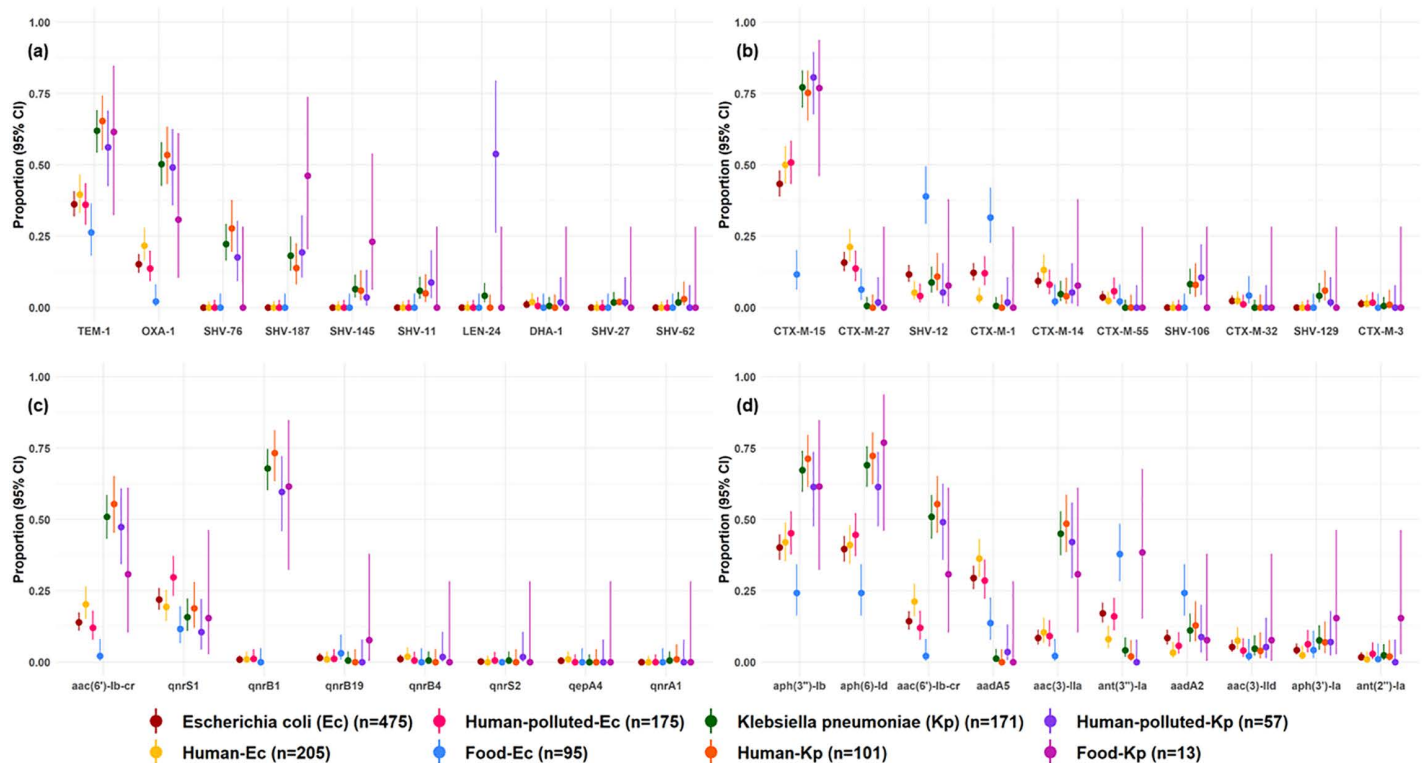 (a)
Proportion (95% CI)
1.00
0.75
0.50
0.25
0.00
TEM-1 OXA-1 SHV-76 SHV-187 SHV-145 SHV-11 LEN-24 DHA-1 SHV-27 SHV-62
(b)
Proportion (95% CI)
1.00
0.75
0.50
0.25
0.00
CTX-M-15 CTX-M-27 SHV-12 CTX-M-1 CTX-M-14 CTX-M-55 SHV-106 CTX-M-32 SHV-129 CTX-M-3
(c)
Proportion (95% CI)
1.00
0.75
0.50
0.25
0.00
aac(6')-Ib-cr qnrS1 qnrB1 qnrB19 qnrB4 qnrS2 qepA4 qnrA1
(d)
Proportion (95% CI)
1.00
0.75
0.50
0.25
0.00
aph(3'')-Ib aph(6)-Id aac(6')-Ib-cr aadA5 aac(3)-IIa ant(3'')-Ia aadA2 aac(3)-IId aph(3')-Ia ant(2'')-Ia
Escherichia coli (Ec) (n=475) Human-polluted-Ec (n=175) Klebsiella pneumoniae (Kp) (n=171) Human-polluted-Kp (n=57)
Human-Ec (n=205) Food-Ec (n=95) Human-Kp (n=101) Food-Kp (n=13)